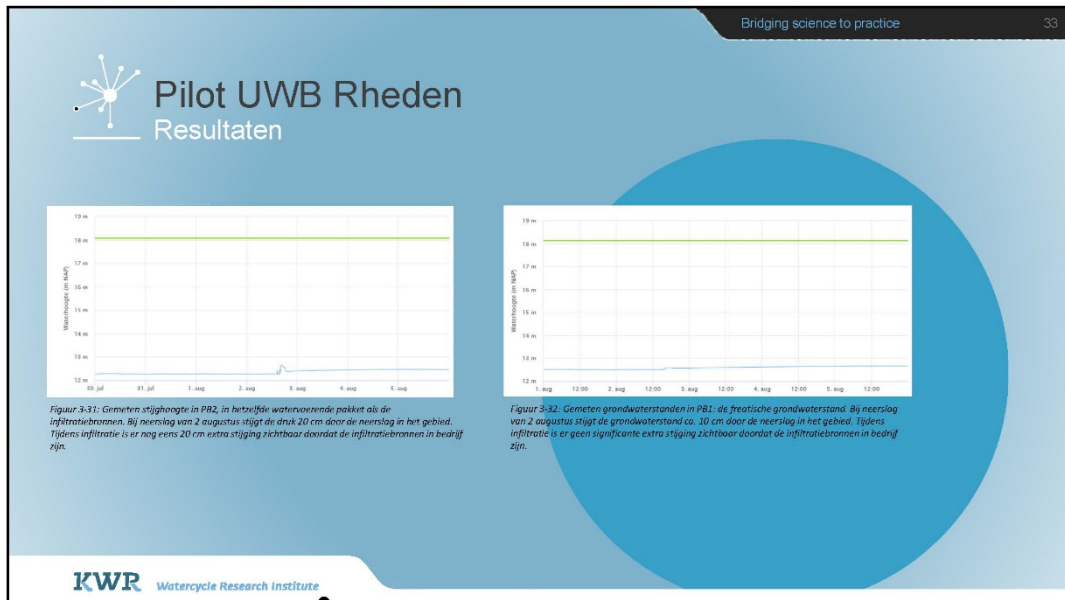 Bridging science to practice 33
Pilot UWB Rheden
Resultaten
19 m
18 m
17 m
16 m
15 m
14 m
13 m
12 m
Waterhoogte (m NAP)
30. jul 31. jul 1. aug 2. aug 3. aug 4. aug 5. aug
Figuur 3-31: Gemeten stijghoogte in PB2, in hetzelfde watervoerende pakket als de
infiltratiebronnen. Bij neerslag van 2 augustus stijgt de druk 20 cm door de neerslag in het gebied.
Tijdens infiltratie is er nog eens 20 cm extra stijging zichtbaar doordat de infiltratiebronnen in bedrijf
zijn.
19 m
18 m
17 m
16 m
15 m
14 m
13 m
12 m
Waterhoogte (m NAP)
1. aug 12:00 2. aug 12:00 3. aug 12:00 4. aug 12:00 5. aug 12:00
Figuur 3-32: Gemeten grondwaterstanden in PB1: de freatische grondwaterstand. Bij neerslag
van 2 augustus stijgt de grondwaterstand ca. 10 cm door de neerslag in het gebied. Tijdens
infiltratie is er geen significante extra stijging zichtbaar doordat de infiltratiebronnen in bedrijf
zijn.
KWR Watercycle Research Institute